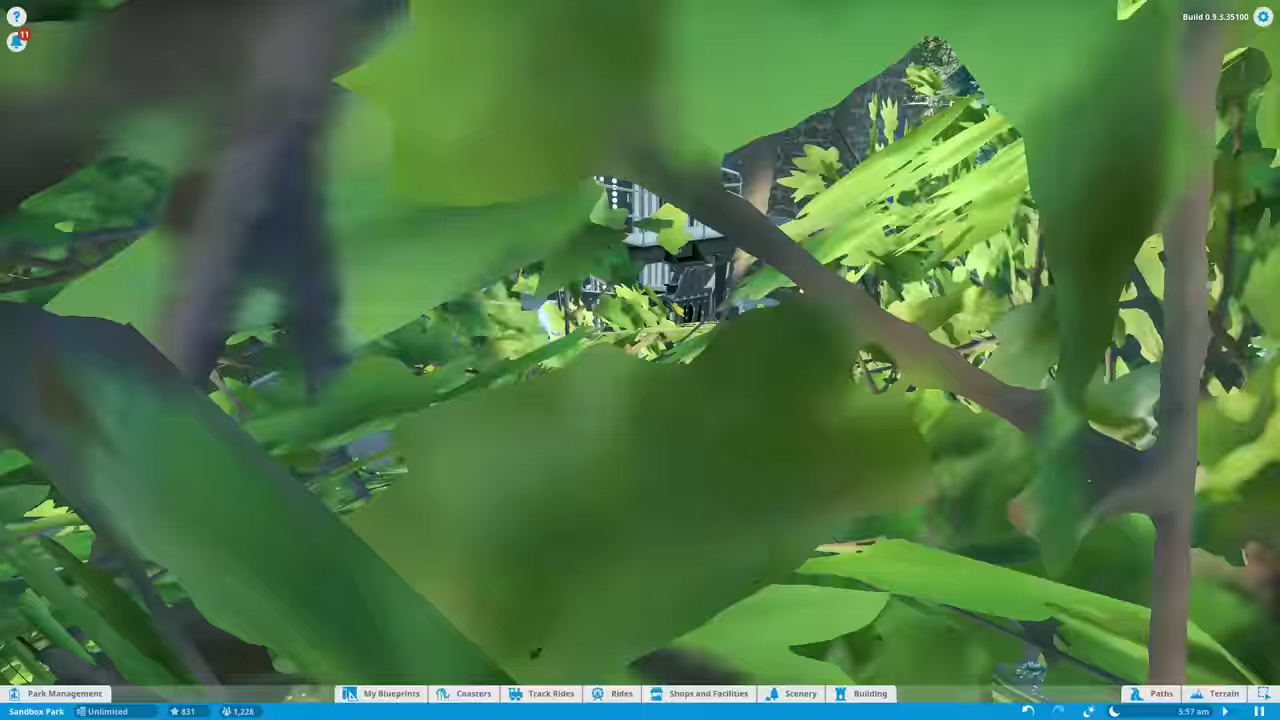 ?
11
Build 0.9.3.35100
Park Management
My Blueprints
Coasters
Track Rides
Rides
Shops and Facilities
Scenery
Building
Paths
Terrain
Sandbox Park
Unlimited
831
1,228
5:57 am